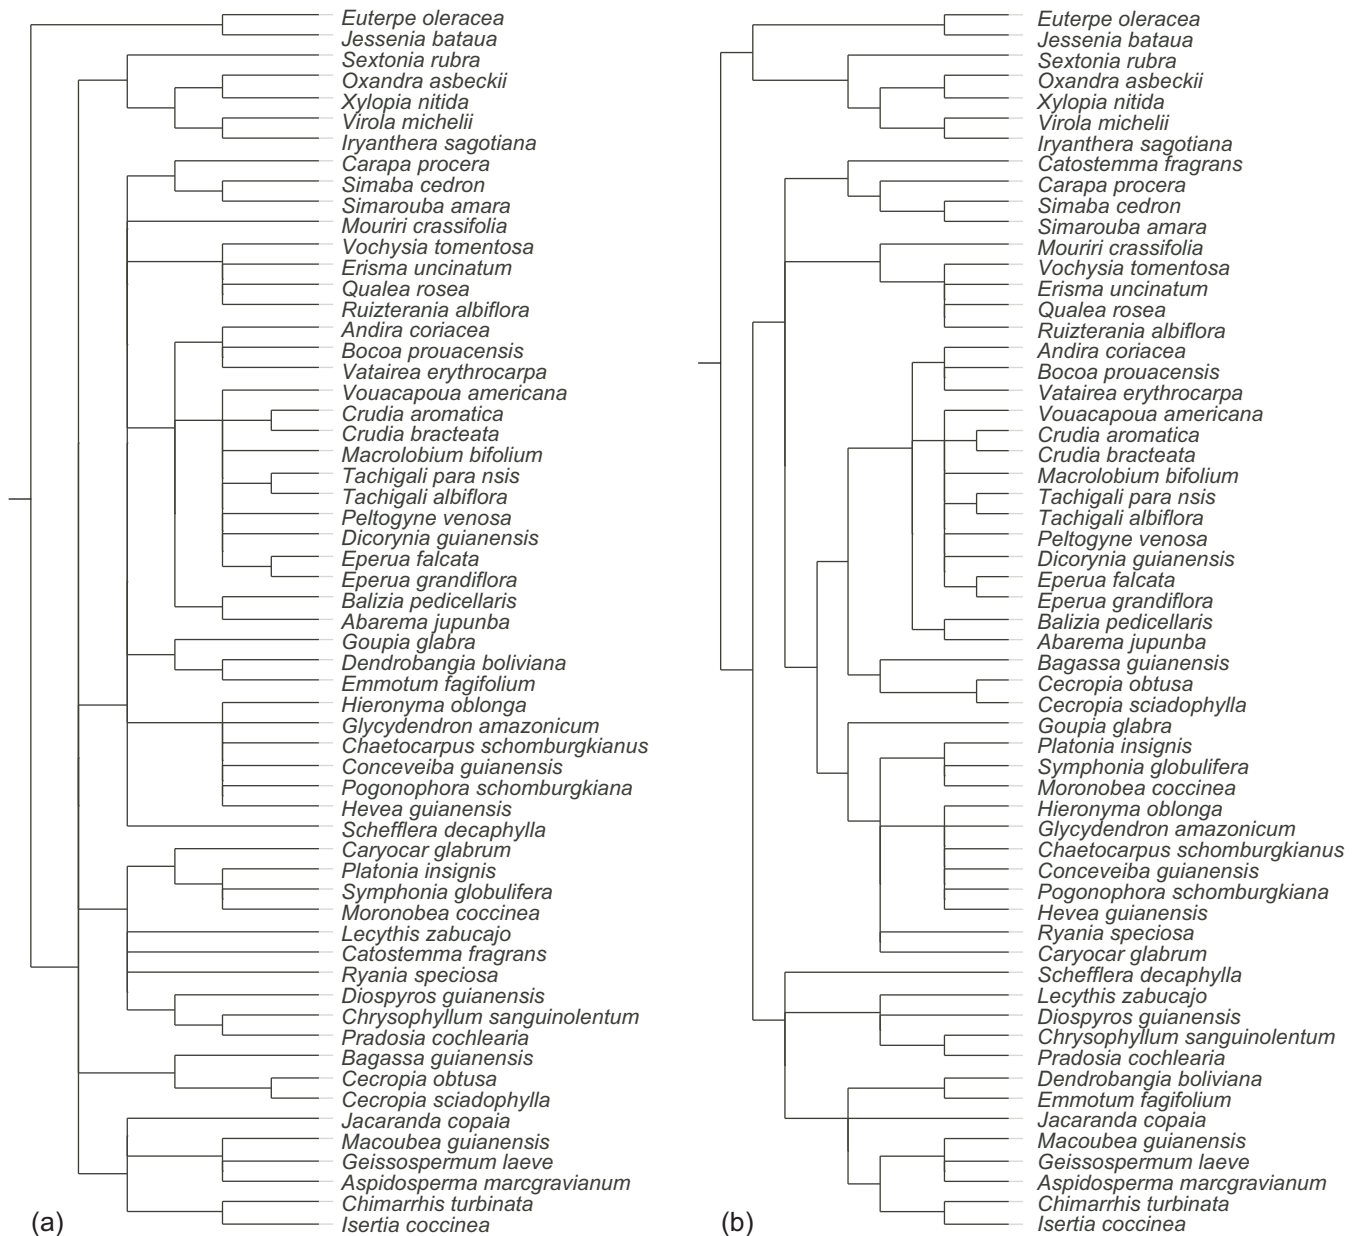 Euterpe oleracea
Jessenia bataua
Sextonia rubra
Oxandra asbeckii
Xylopia nitida
Virola michelii
Iryanthera sagotiana
Carapa procera
Simaba cedron
Simarouba amara
Mouriri crassifolia
Vochysia tomentosa
Erisma uncinatum
Qualea rosea
Ruizterania albiflora
Andira coriacea
Bocoa prouacensis
Vatairea erythrocarpa
Vouacapoua americana
Crudia aromatica
Crudia bracteata
Macrolobium bifolium
Tachigali para nsis
Tachigali albiflora
Peltogyne venosa
Dicorynia guianensis
Eperua falcata
Eperua grandiflora
Balizia pedicellaris
Abarema jupunba
Goupia glabra
Dendrobangia boliviana
Emmotum fagifolium
Hieronyma oblonga
Glycydendron amazonicum
Chaetocarpus schomburgkianus
Conceveiba guianensis
Pogonophora schomburgkiana
Hevea guianensis
Schefflera decaphylla
Caryocar glabrum
Platonia insignis
Symphonia globulifera
Moronobea coccinea
Lecythis zabucajo
Catostemma fragrans
Ryania speciosa
Diospyros guianensis
Chrysophyllum sanguinolentum
Pradosia cochlearia
Bagassa guianensis
Cecropia obtusa
Cecropia sciadophylla
Jacaranda copaia
Macoubea guianensis
Geissospermum laeve
Aspidosperma marcgravianum
Chimarrhis turbinata
Isertia coccinea
(a)
Euterpe oleracea
Jessenia bataua
Sextonia rubra
Oxandra asbeckii
Xylopia nitida
Virola michelii
Iryanthera sagotiana
Catostemma fragrans
Carapa procera
Simaba cedron
Simarouba amara
Mouriri crassifolia
Vochysia tomentosa
Erisma uncinatum
Qualea rosea
Ruizterania albiflora
Andira coriacea
Bocoa prouacensis
Vatairea erythrocarpa
Vouacapoua americana
Crudia aromatica
Crudia bracteata
Macrolobium bifolium
Tachigali para nsis
Tachigali albiflora
Peltogyne venosa
Dicorynia guianensis
Eperua falcata
Eperua grandiflora
Balizia pedicellaris
Abarema jupunba
Bagassa guianensis
Cecropia obtusa
Cecropia sciadophylla
Goupia glabra
Platonia insignis
Symphonia globulifera
Moronobea coccinea
Hieronyma oblonga
Glycydendron amazonicum
Chaetocarpus schomburgkianus
Conceveiba guianensis
Pogonophora schomburgkiana
Hevea guianensis
Ryania speciosa
Caryocar glabrum
Schefflera decaphylla
Lecythis zabucajo
Diospyros guianensis
Chrysophyllum sanguinolentum
Pradosia cochlearia
Dendrobangia boliviana
Emmotum fagifolium
Jacaranda copaia
Macoubea guianensis
Geissospermum laeve
Aspidosperma marcgravianum
Chimarrhis turbinata
Isertia coccinea
(b)